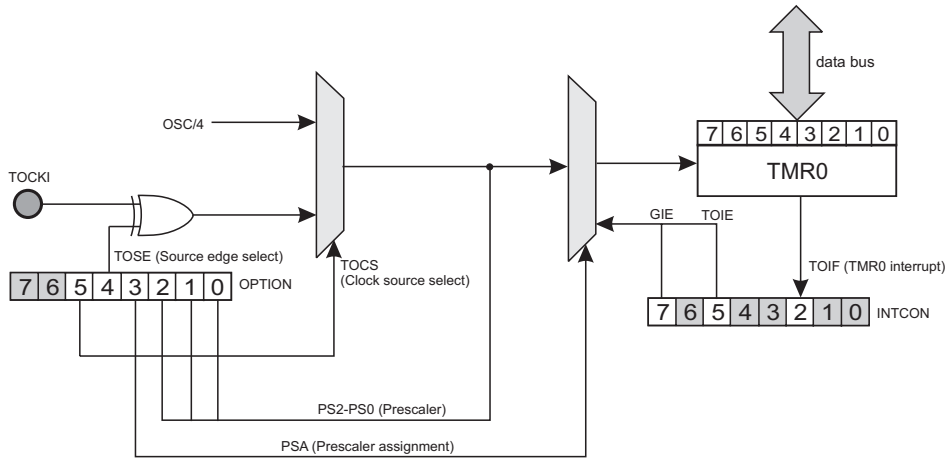 data bus
OSC/4
7 6 5 4 3 2 1 0
TMR0
TOCKI
GIE TOIE
TOSE (Source edge select)
TOCS
(Clock source select)
TOIF (TMR0 interrupt)
7 6 5 4 3 2 1 0 OPTION
7 6 5 4 3 2 1 0 INTCON
PS2-PS0 (Prescaler)
PSA (Prescaler assignment)